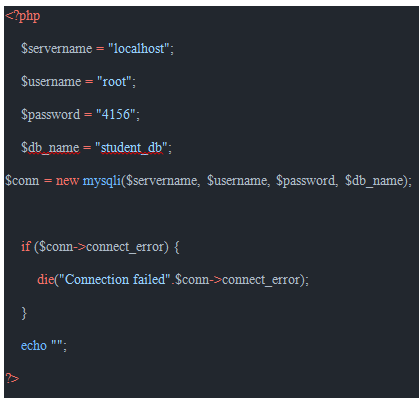 <?php
$servername = "localhost";
$username = "root";
$password = "4156";
$db_name = "student_db";
$conn = new mysqli($servername, $username, $password, $db_name);
if ($conn->connect_error) {
die("Connection failed".$conn->connect_error);
}
echo "";
?>